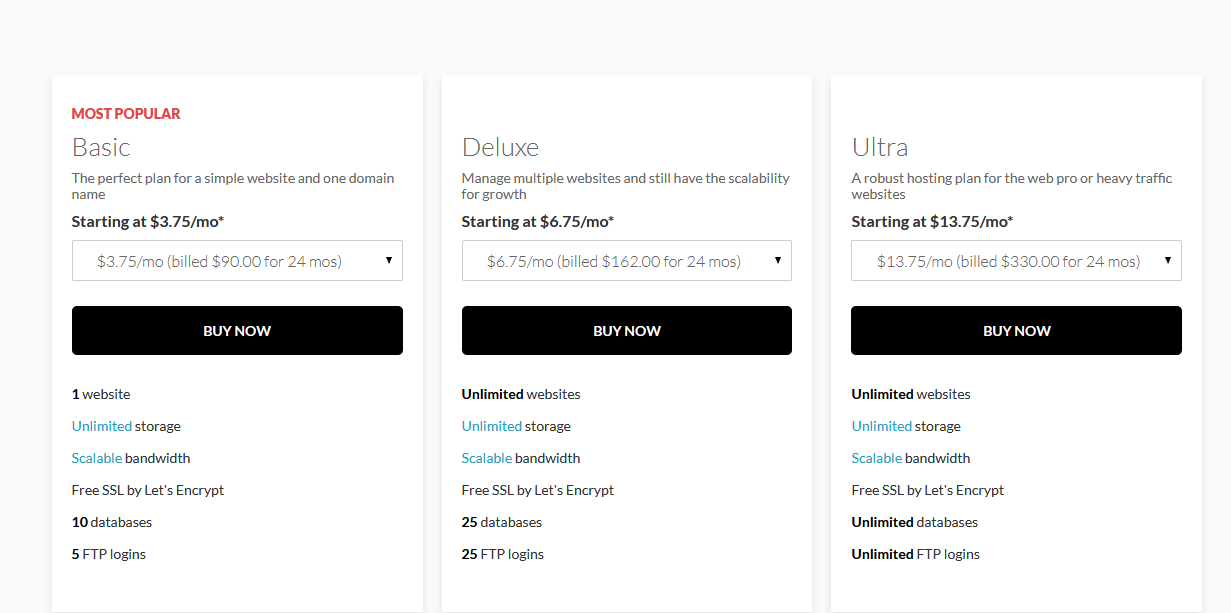 MOST POPULAR
Basic
The perfect plan for a simple website and one domain
name
Starting at $3.75/mo*
$3.75/mo (billed $90.00 for 24 mos)
BUY NOW
1 website
Unlimited storage
Scalable bandwidth
Free SSL by Let's Encrypt
10 databases
5 FTP logins
Deluxe
Manage multiple websites and still have the scalability
for growth
Starting at $6.75/mo*
$6.75/mo (billed $162.00 for 24 mos)
BUY NOW
Unlimited websites
Unlimited storage
Scalable bandwidth
Free SSL by Let's Encrypt
25 databases
25 FTP logins
Ultra
A robust hosting plan for the web pro or heavy traffic
websites
Starting at $13.75/mo*
$13.75/mo (billed $330.00 for 24 mos)
BUY NOW
Unlimited websites
Unlimited storage
Scalable bandwidth
Free SSL by Let's Encrypt
Unlimited databases
Unlimited FTP logins